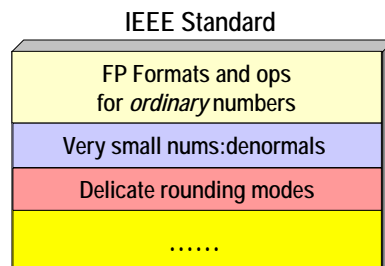 IEEE Standard
FP Formats and ops
for ordinary numbers
Very small nums:denormals
Delicate rounding modes
......